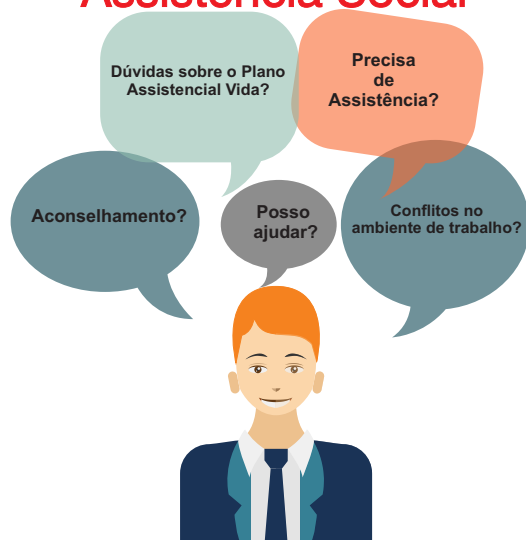 Assistência Social
Dúvidas sobre o Plano
Assistencial Vida?
Precisa
de
Assistência?
Aconselhamento?
Posso
ajudar?
Conflitos no
ambiente de trabalho?